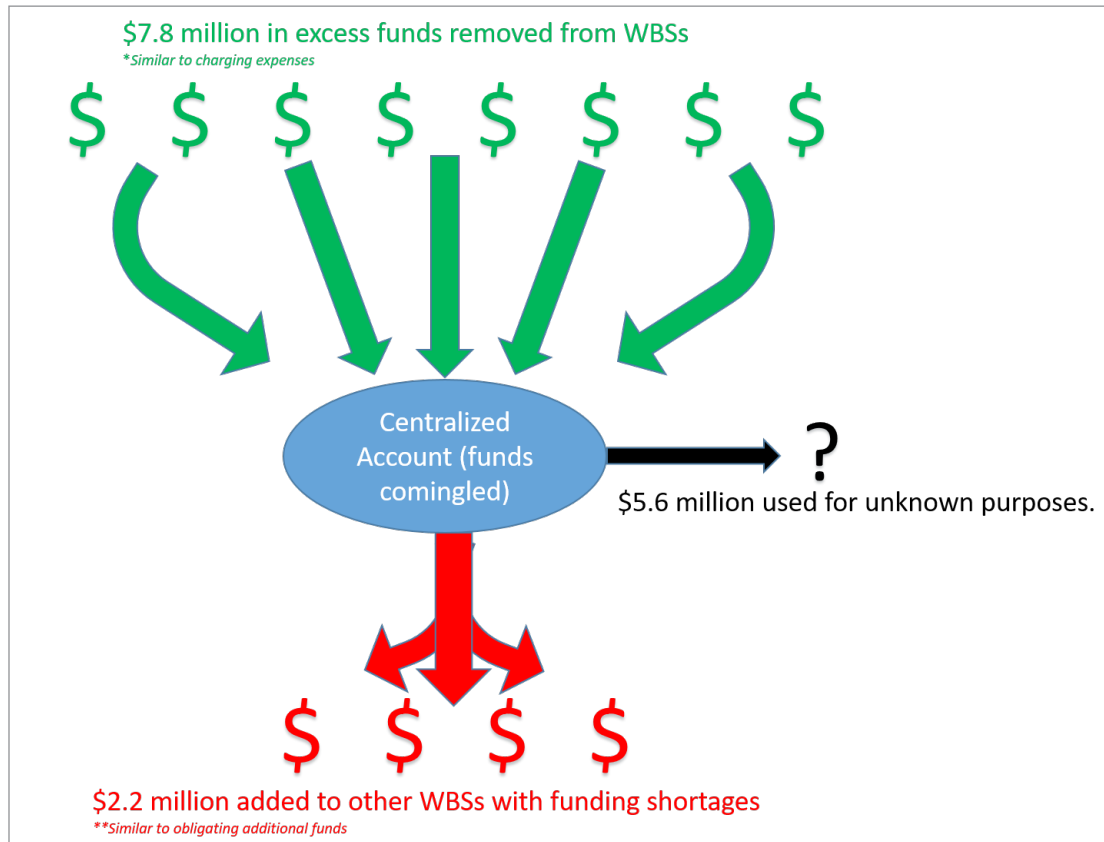 $7.8 million in excess funds removed from WBSs
*Similar to charging expenses
$ $ $ $ $ $ $ $
Centralized
Account (funds
comingled)
?
$5.6 million used for unknown purposes.
$ $ $ $
$2.2 million added to other WBSs with funding shortages
**Similar to obligating additional funds